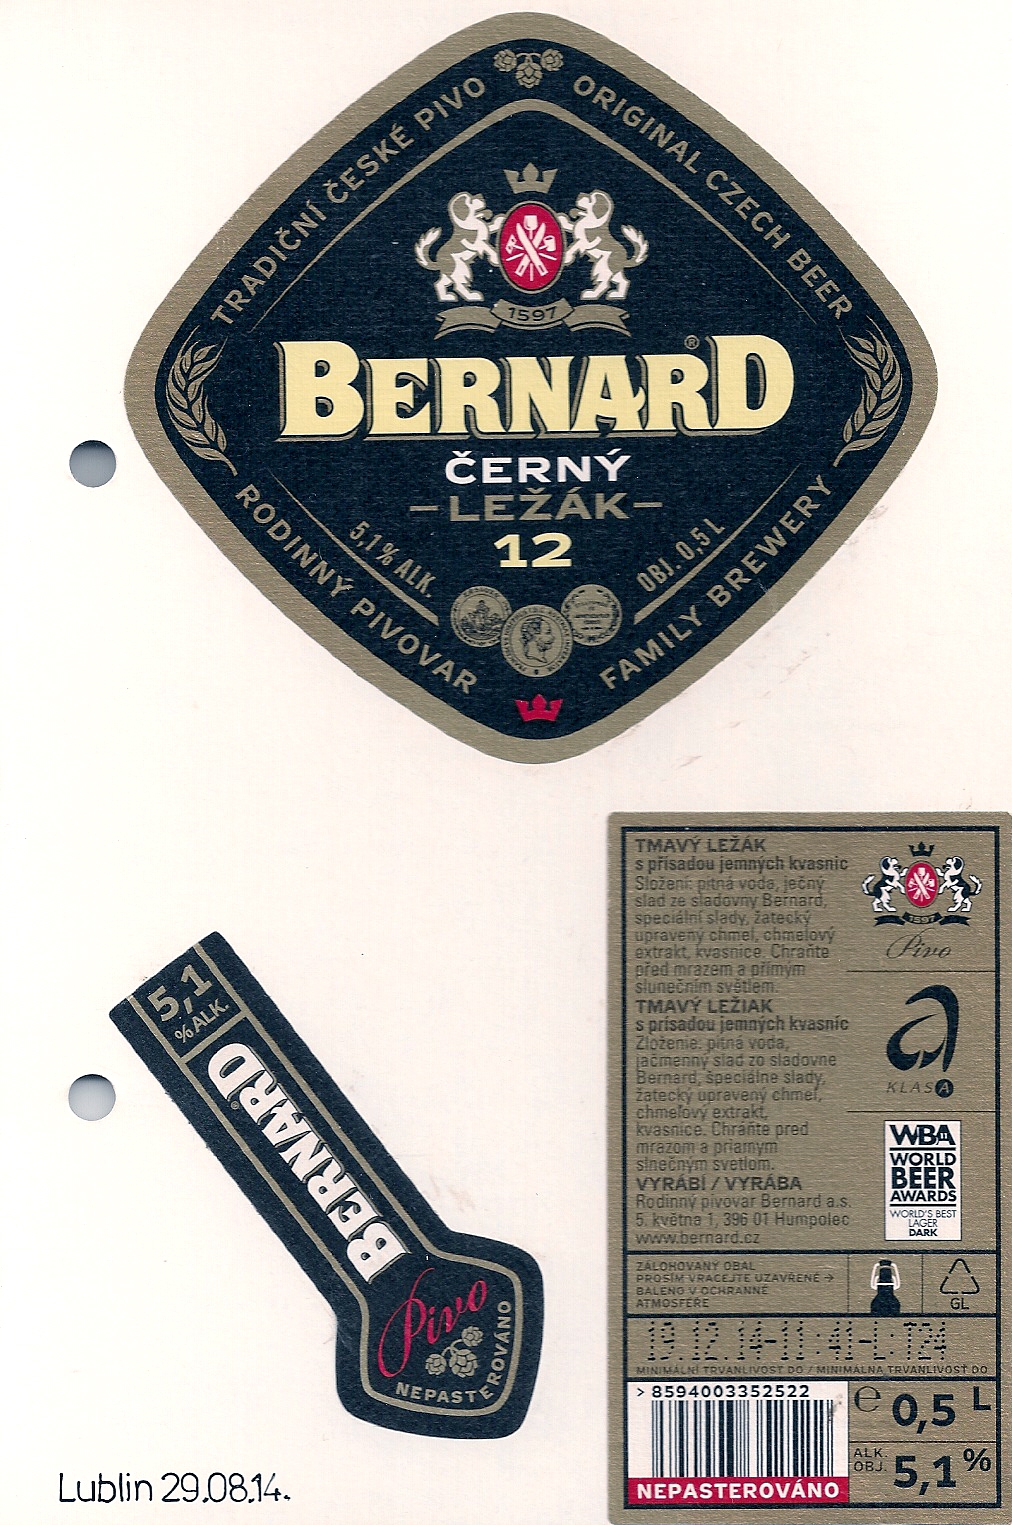 TRADIČNÍ ČESKÉ PIVO
ORIGINAL CZECH BEER
1597
BERNARD®
ČERNÝ
–LEŽÁK–
12
5,1% ALK.
OBJ. 0,5 L
RODINNÝ PIVOVAR
FAMILY BREWERY
5,1
% ALK.
BERNARD®
Pivo
NEPASTEROVÁNO
TMAVÝ LEŽÁK
s přísadou jemných kvasnic
Složení: pitná voda, ječný
slad ze sladovny Bernard,
speciální slady, žatecký
upravený chmel, chmelový
extrakt, kvasnice. Chraňte
před mrazem a přímým
slunečním světlem.
TMAVÝ LEŽIAK
s prísadou jemných kvasníc
Zloženie: pitná voda,
jačmenný slad zo sladovne
Bernard, špeciálne slady,
žatecký upravený chmeľ,
chmeľový extrakt,
kvasnice. Chráňte pred
mrazom a priamym
slnečným svetlom.
VYRÁBÍ / VYRÁBA
Rodinný pivovar Bernard a.s.
5. května 1, 396 01 Humpolec
www.bernard.cz
1597
Pivo
KLASA
WBA
WORLD
BEER
AWARDS
WORLD'S BEST
LAGER
DARK
ZÁLOHOVANÝ OBAL
PROSÍM VRACEJTE UZAVŘENÉ →
BALENO V OCHRANNÉ
ATMOSFÉŘE
GL
19.12.14-11:41-L:T24
MINIMÁLNÍ TRVANLIVOST DO / MINIMÁLNA TRVANLIVOSŤ DO
> 8594003352522
NEPASTEROVÁNO
e 0,5 L
ALK.
OBJ. 5,1%
Lublin 29.08.14.